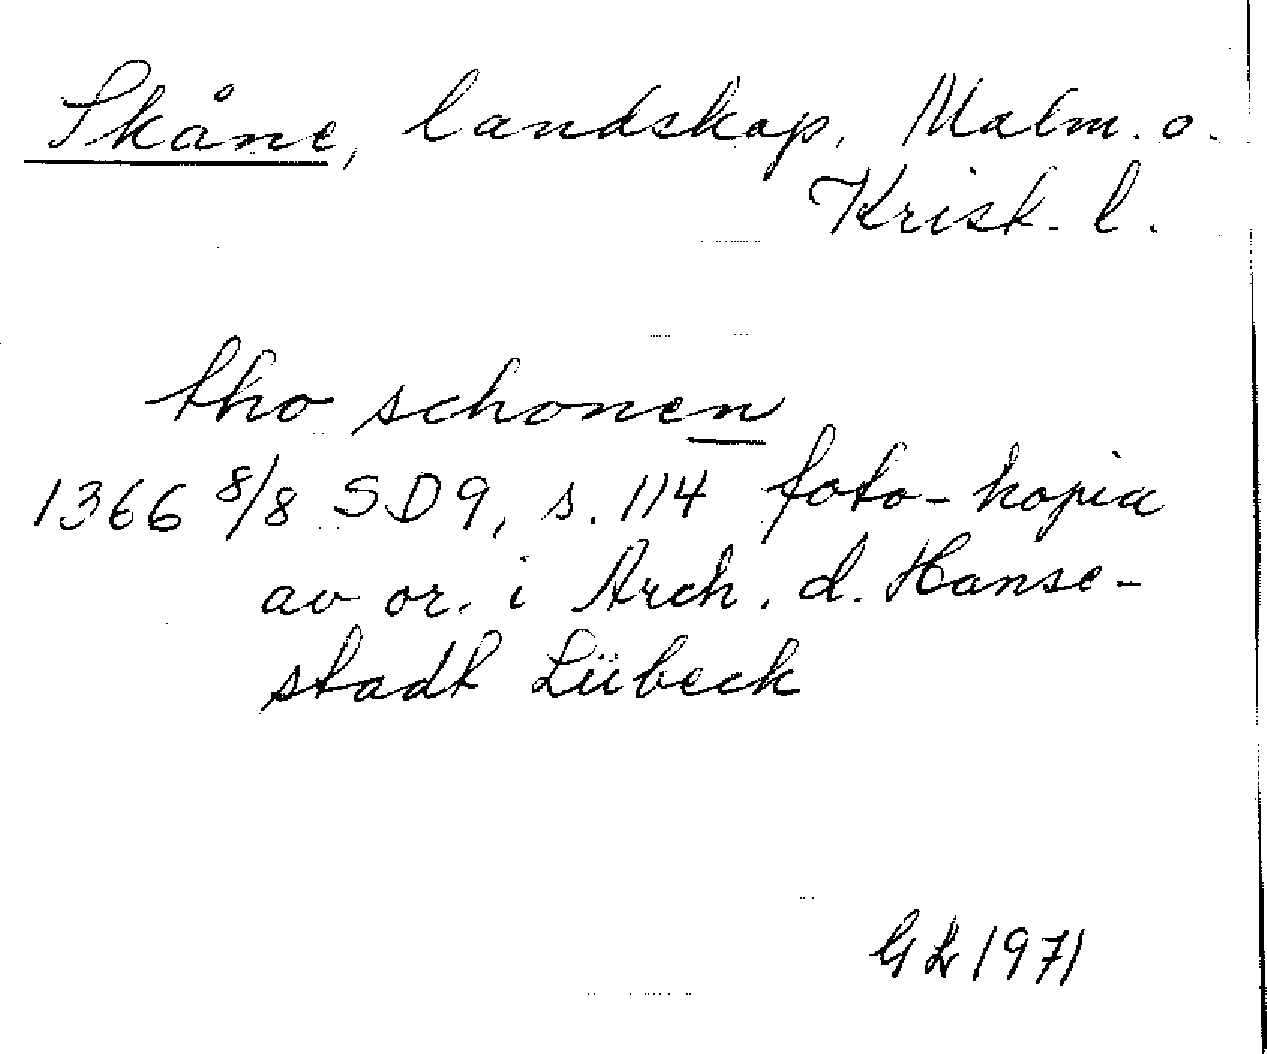 Skåne, landskap. Malm. o.
Krist. l.
tho schonen
1366 8/8 SD9, s. 114 foto-kopia
av or. i Arch. d. Hanse-
stadt Lübeck
GL 1971